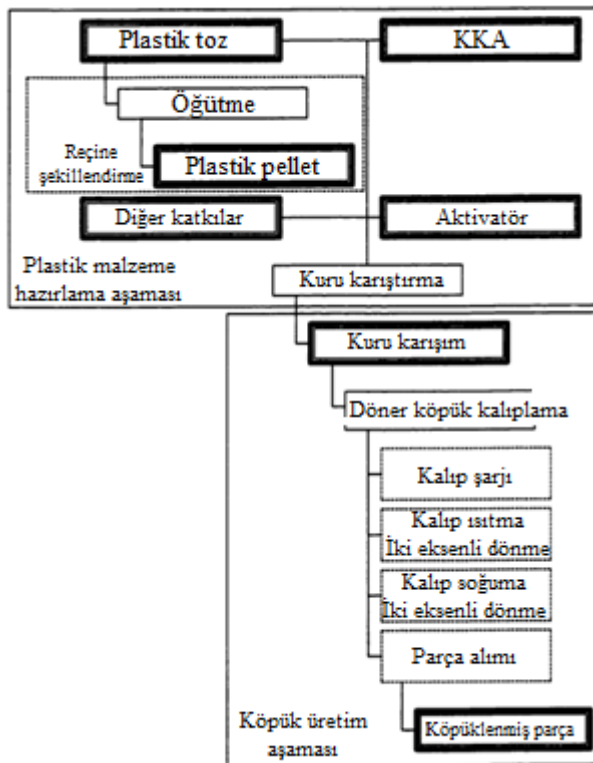 Plastik toz
KKA
Öğütme
Reçine
şekillendirme
Plastik pellet
Diğer katkılar
Aktivatör
Plastik malzeme
hazırlama aşaması
Kuru karıştırma
Kuru karışım
Döner köpük kalıplama
Kalıp şarjı
Kalıp ısıtma
İki eksenli dönme
Kalıp soğuma
İki eksenli dönme
Parça alımı
Köpük üretim
aşaması
Köpüklenmiş parça